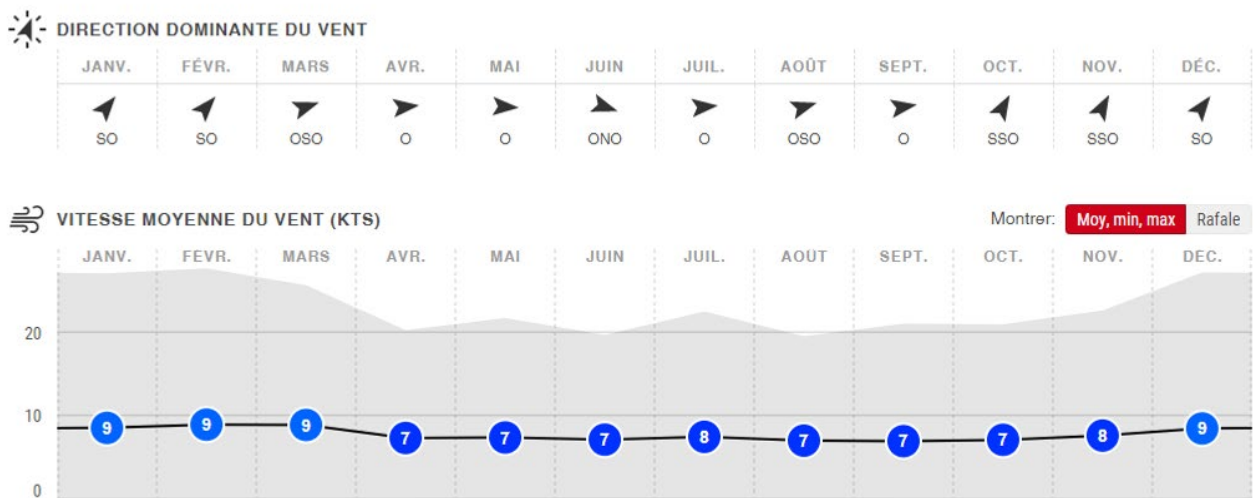 DIRECTION DOMINANTE DU VENT
JANV. FÉVR. MARS AVR. MAI JUIN JUIL. AOÛT SEPT. OCT. NOV. DÉC.
SO SO OSO O O ONO O OSO O SSO SSO SO
VITESSE MOYENNE DU VENT (KTS) Montrer: Moy, min, max Rafale
JANV. FÉVR. MARS AVR. MAI JUIN JUIL. AOÛT SEPT. OCT. NOV. DEC.
20
10
9 9 9 7 7 7 8 7 7 7 8 9
0